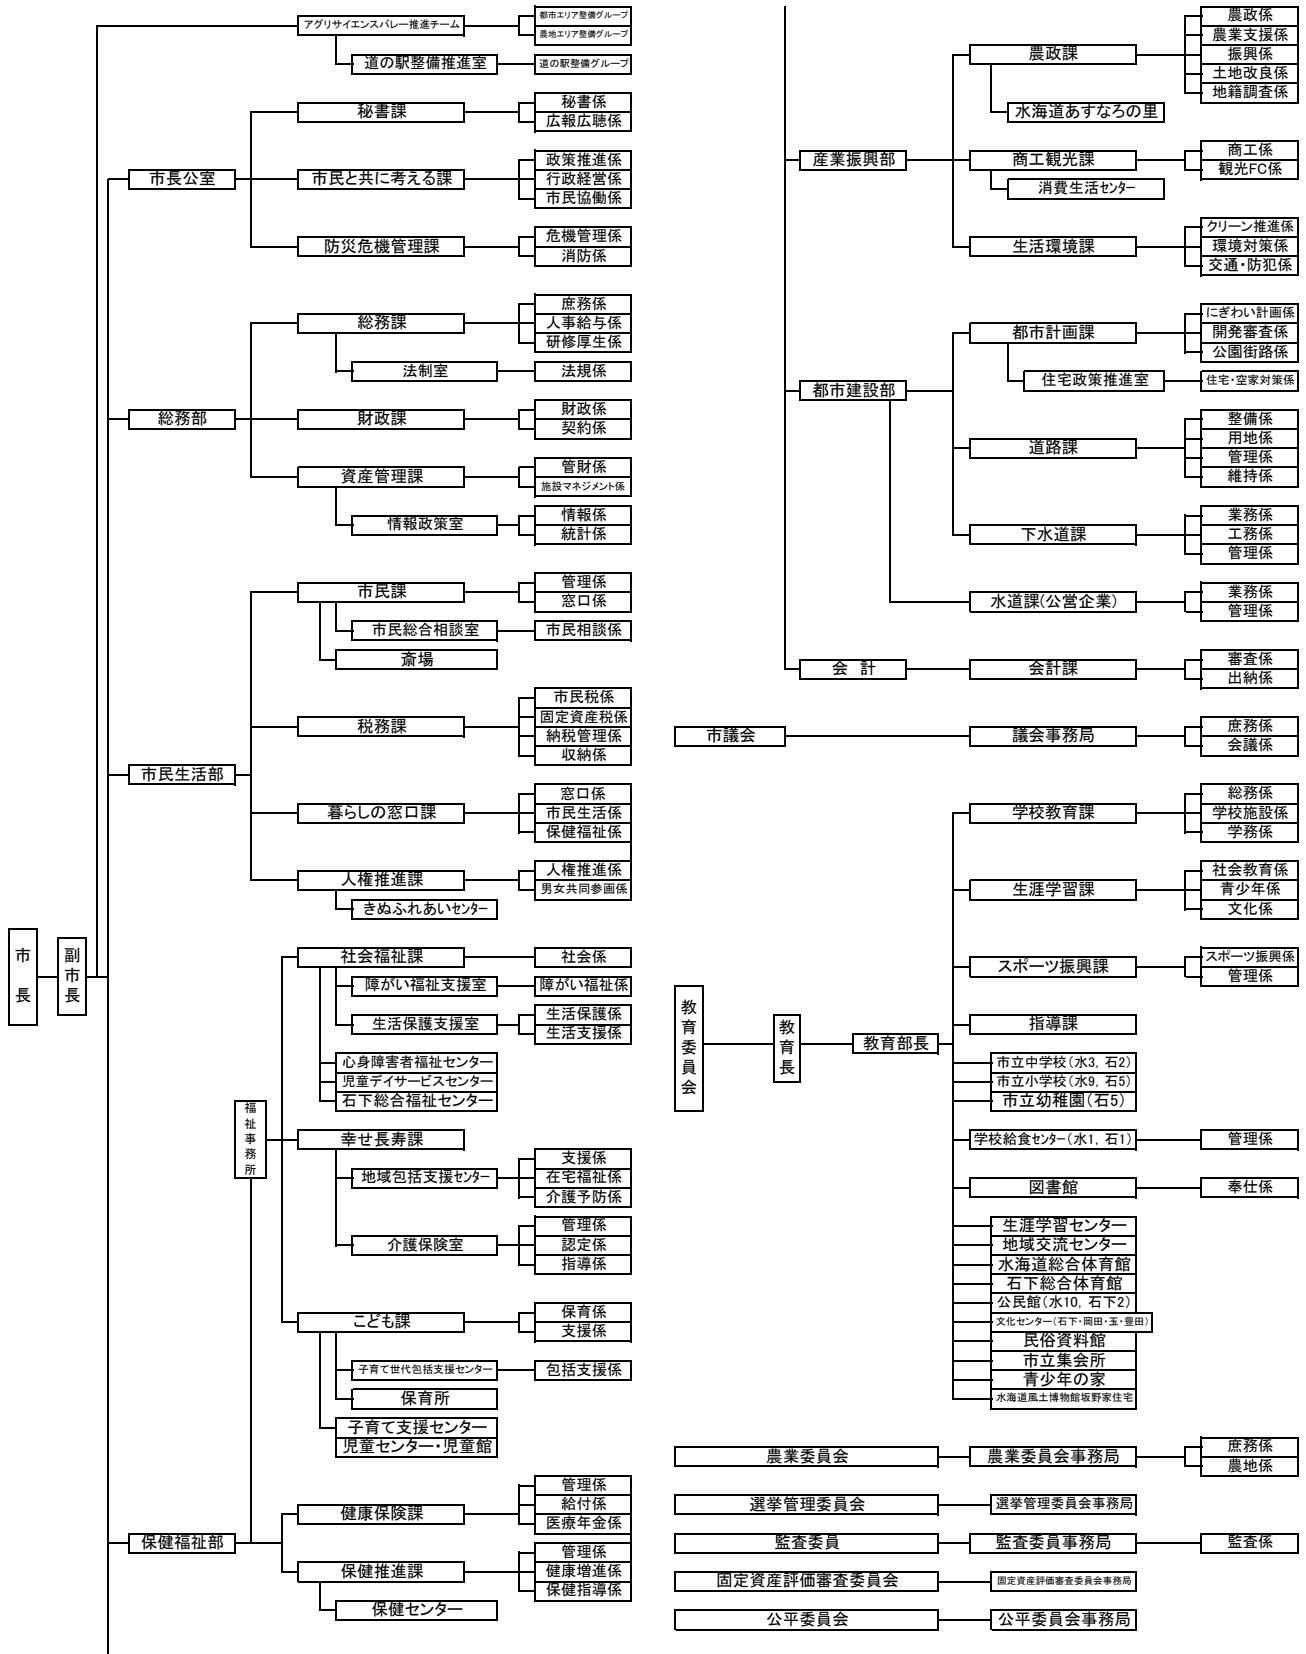 アグリサイエンスバレー推進チーム
都市エリア整備グループ
農地エリア整備グループ
道の駅整備推進室
道の駅整備グループ
秘書課
秘書係
広報広聴係
市長公室
市民と共に考える課
政策推進係
行政経営係
市民協働係
防災危機管理課
危機管理係
消防係
総務課
庶務係
人事給与係
研修厚生係
法制室
法規係
総務部
財政課
財政係
契約係
資産管理課
管財係
施設マネジメント係
情報政策室
情報係
統計係
市民課
管理係
窓口係
市民総合相談室
市民相談係
斎場
税務課
市民税係
固定資産税係
納税管理係
収納係
市民生活部
暮らしの窓口課
窓口係
市民生活係
保健福祉係
人権推進課
人権推進係
男女共同参画係
きぬふれあいセンター
市長
副市長
社会福祉課
社会係
障がい福祉支援室
障がい福祉係
生活保護支援室
生活保護係
生活支援係
心身障害者福祉センター
児童デイサービスセンター
石下総合福祉センター
福祉事務所
幸せ長寿課
地域包括支援センター
支援係
在宅福祉係
介護予防係
介護保険室
管理係
認定係
指導係
こども課
保育係
支援係
子育て世代包括支援センター
包括支援係
保育所
子育て支援センター
児童センター・児童館
保健福祉部
健康保険課
管理係
給付係
医療年金係
保健推進課
管理係
健康増進係
保健指導係
保健センター
農政課
農政係
農業支援係
振興係
土地改良係
地籍調査係
水海道あすなろの里
産業振興部
商工観光課
商工係
観光FC係
消費生活センター
生活環境課
クリーン推進係
環境対策係
交通・防犯係
都市計画課
にぎわい計画係
開発審査係
公園街路係
住宅政策推進室
住宅・空家対策係
都市建設部
道路課
整備係
用地係
管理係
維持係
下水道課
業務係
工務係
管理係
水道課(公営企業)
業務係
管理係
会 計
会計課
審査係
出納係
市議会
議会事務局
庶務係
会議係
学校教育課
総務係
学校施設係
学務係
生涯学習課
社会教育係
青少年係
文化係
スポーツ振興課
スポーツ振興係
管理係
教育委員会
教育長
教育部長
指導課
市立中学校(水3，石2)
市立小学校(水9，石5)
市立幼稚園(石5)
学校給食センター(水1，石1)
管理係
図書館
奉仕係
生涯学習センター
地域交流センター
水海道総合体育館
石下総合体育館
公民館(水10，石下2)
文化センター(石下・岡田・玉・豊田)
民俗資料館
市立集会所
青少年の家
水海道風土博物館坂野家住宅
農業委員会
農業委員会事務局
庶務係
農地係
選挙管理委員会
選挙管理委員会事務局
監査委員
監査委員事務局
監査係
固定資産評価審査委員会
固定資産評価審査委員会事務局
公平委員会
公平委員会事務局